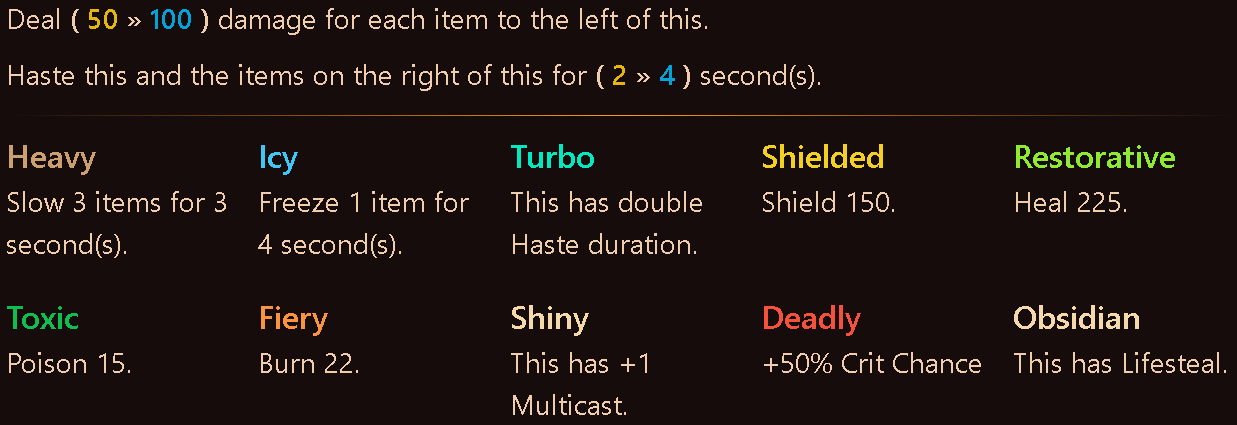 Deal ( 50 » 100 ) damage for each item to the left of this.
Haste this and the items on the right of this for ( 2 » 4 ) second(s).
Heavy
Slow 3 items for 3
second(s).
Icy
Freeze 1 item for
4 second(s).
Turbo
This has double
Haste duration.
Shielded
Shield 150.
Restorative
Heal 225.
Toxic
Poison 15.
Fiery
Burn 22.
Shiny
This has +1
Multicast.
Deadly
+50% Crit Chance
Obsidian
This has Lifesteal.